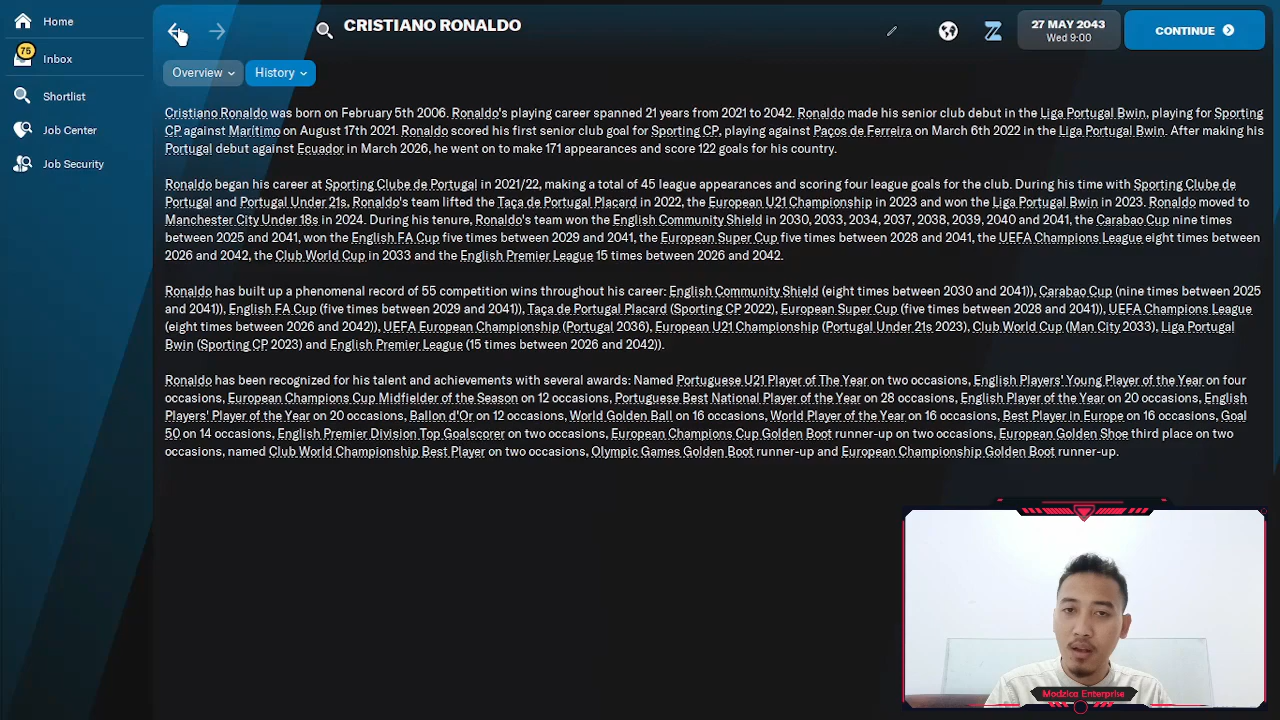 Home
75
Inbox
Shortlist
Job Center
Job Security
CRISTIANO RONALDO
27 MAY 2043
Wed 9:00
CONTINUE
Overview
History
Cristiano Ronaldo was born on February 5th 2006. Ronaldo's playing career spanned 21 years from 2021 to 2042. Ronaldo made his senior club debut in the Liga Portugal Bwin, playing for Sporting
CP against Marítimo on August 17th 2021. Ronaldo scored his first senior club goal for Sporting CP, playing against Paços de Ferreira on March 6th 2022 in the Liga Portugal Bwin. After making his
Portugal debut against Ecuador in March 2026, he went on to make 171 appearances and score 122 goals for his country.
Ronaldo began his career at Sporting Clube de Portugal in 2021/22, making a total of 45 league appearances and scoring four league goals for the club. During his time with Sporting Clube de
Portugal and Portugal Under 21s, Ronaldo's team lifted the Taça de Portugal Placard in 2022, the European U21 Championship in 2023 and won the Liga Portugal Bwin in 2023. Ronaldo moved to
Manchester City Under 18s in 2024. During his tenure, Ronaldo's team won the English Community Shield in 2030, 2033, 2034, 2037, 2038, 2039, 2040 and 2041, the Carabao Cup nine times
between 2025 and 2041, won the English FA Cup five times between 2029 and 2041, the European Super Cup five times between 2028 and 2041, the UEFA Champions League eight times between
2026 and 2042, the Club World Cup in 2033 and the English Premier League 15 times between 2026 and 2042.
Ronaldo has built up a phenomenal record of 55 competition wins throughout his career: English Community Shield (eight times between 2030 and 2041)), Carabao Cup (nine times between 2025
and 2041)), English FA Cup (five times between 2029 and 2041)), Taça de Portugal Placard (Sporting CP 2022), European Super Cup (five times between 2028 and 2041)), UEFA Champions League
(eight times between 2026 and 2042)), UEFA European Championship (Portugal 2036), European U21 Championship (Portugal Under 21s 2023), Club World Cup (Man City 2033), Liga Portugal
Bwin (Sporting CP 2023) and English Premier League (15 times between 2026 and 2042)).
Ronaldo has been recognized for his talent and achievements with several awards: Named Portuguese U21 Player of The Year on two occasions, English Players' Young Player of the Year on four
occasions, European Champions Cup Midfielder of the Season on 12 occasions, Portuguese Best National Player of the Year on 28 occasions, English Player of the Year on 20 occasions, English
Players' Player of the Year on 20 occasions, Ballon d'Or on 12 occasions, World Golden Ball on 16 occasions, World Player of the Year on 16 occasions, Best Player in Europe on 16 occasions, Goal
50 on 14 occasions, English Premier Division Top Goalscorer on two occasions, European Champions Cup Golden Boot runner-up on two occasions, European Golden Shoe third place on two
occasions, named Club World Championship Best Player on two occasions, Olympic Games Golden Boot runner-up and European Championship Golden Boot runner-up.
Modzica Enterprise